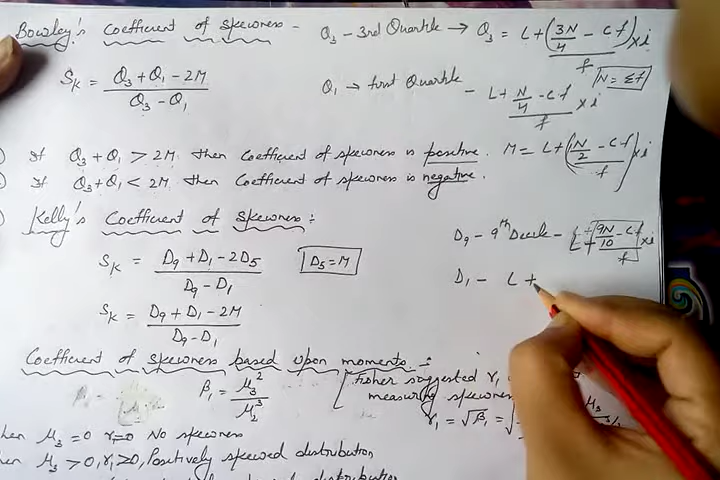 Bowley's Coefficient of Skewness - Q3 - 3rd Quartile → Q3 = L + (3N/4 - Cf)/f × i
N = Σf
SK = (Q3 + Q1 - 2M)/(Q3 - Q1) Q1 → first Quartile - L + (N/4 - Cf)/f × i
If Q3 + Q1 > 2M then Coefficient of skewness is positive. M = L + (N/2 - Cf)/f × i
If Q3 + Q1 < 2M, then Coefficient of skewness is negative.
Kelly's Coefficient of Skewness:
D9 - 9th Decile - L + (9N/10 - Cf)/f × i
SK = (D9 + D1 - 2D5)/(D9 - D1) D5 = M
D1 - L +
SK = (D9 + D1 - 2M)/(D9 - D1)
Coefficient of Skewness based upon moments :-
β1 = μ3²/μ2³
fisher suggested γ1
measuring skewness
γ1 = √β1 =
μ3 = 0 γ1=0 No skewness
μ3 > 0, γ1 > 0, Positively skewed distribution